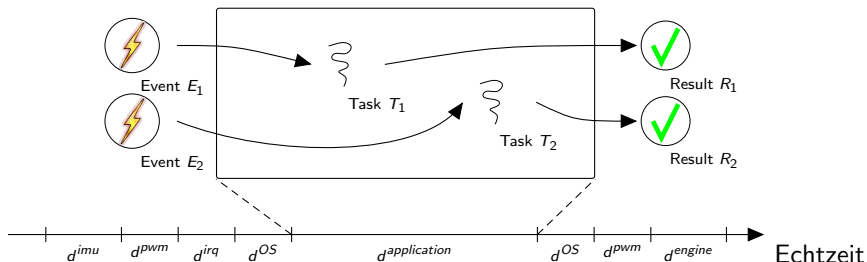 Event E₁
Task T₁
Result R₁
Event E₂
Task T₂
Result R₂
d^imu d^pwm d^irq d^OS d^application d^OS d^pwm d^engine Echtzeit